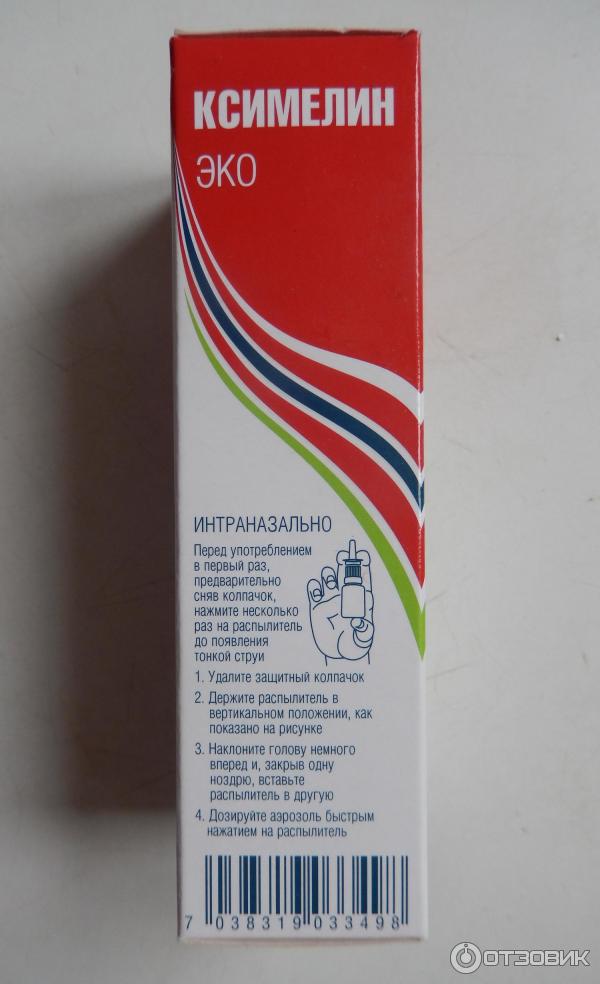 КСИМЕЛИН
ЭКО
ИНТРАНАЗАЛЬНО
Перед употреблением
в первый раз,
предварительно
сняв колпачок,
нажмите несколько
раз на распылитель
до появления
тонкой струи
1. Удалите защитный колпачок
2. Держите распылитель в
вертикальном положении, как
показано на рисунке
3. Наклоните голову немного
вперед и, закрыв одну
ноздрю, вставьте
распылитель в другую
4. Дозируйте аэрозоль быстрым
нажатием на распылитель
7 038319 033498
ОТЗОВИК